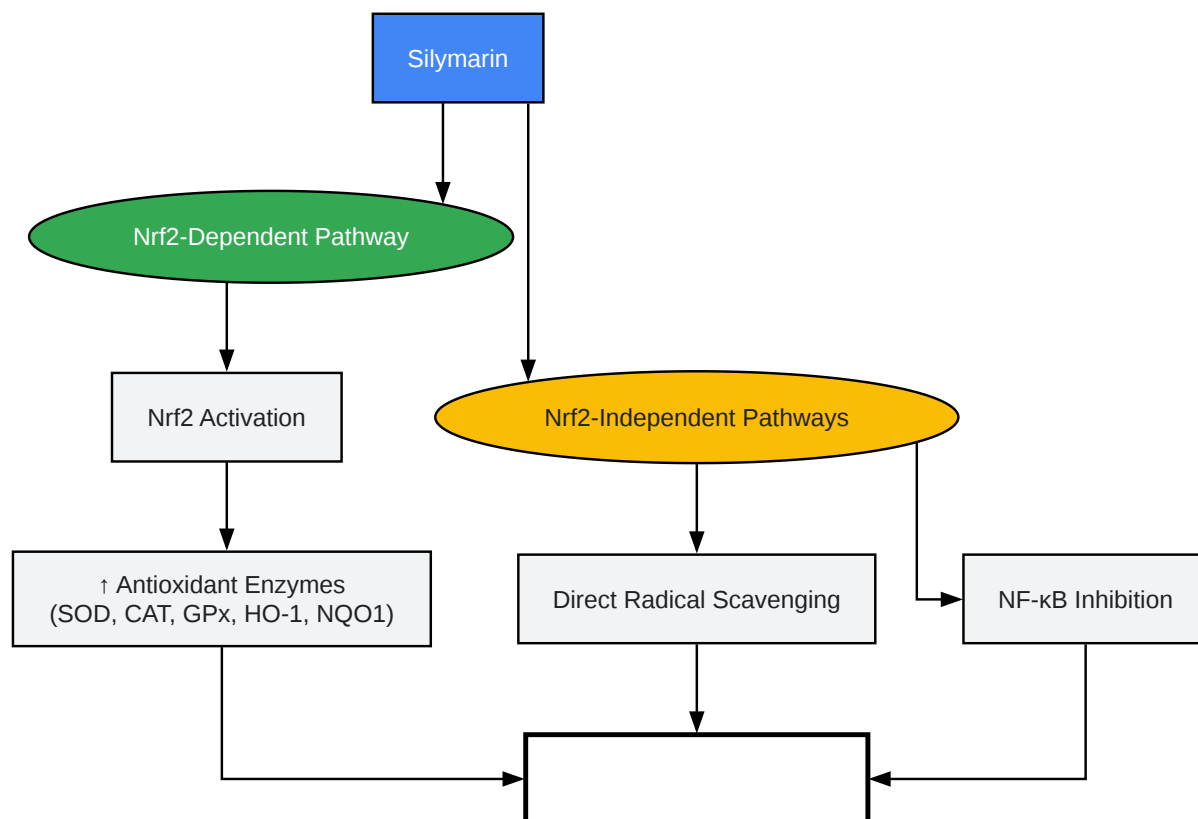 Silymarin
Nrf2-Dependent Pathway
Nrf2 Activation
Nrf2-Independent Pathways
↑ Antioxidant Enzymes
(SOD, CAT, GPx, HO-1, NQO1)
Direct Radical Scavenging
NF-κB Inhibition